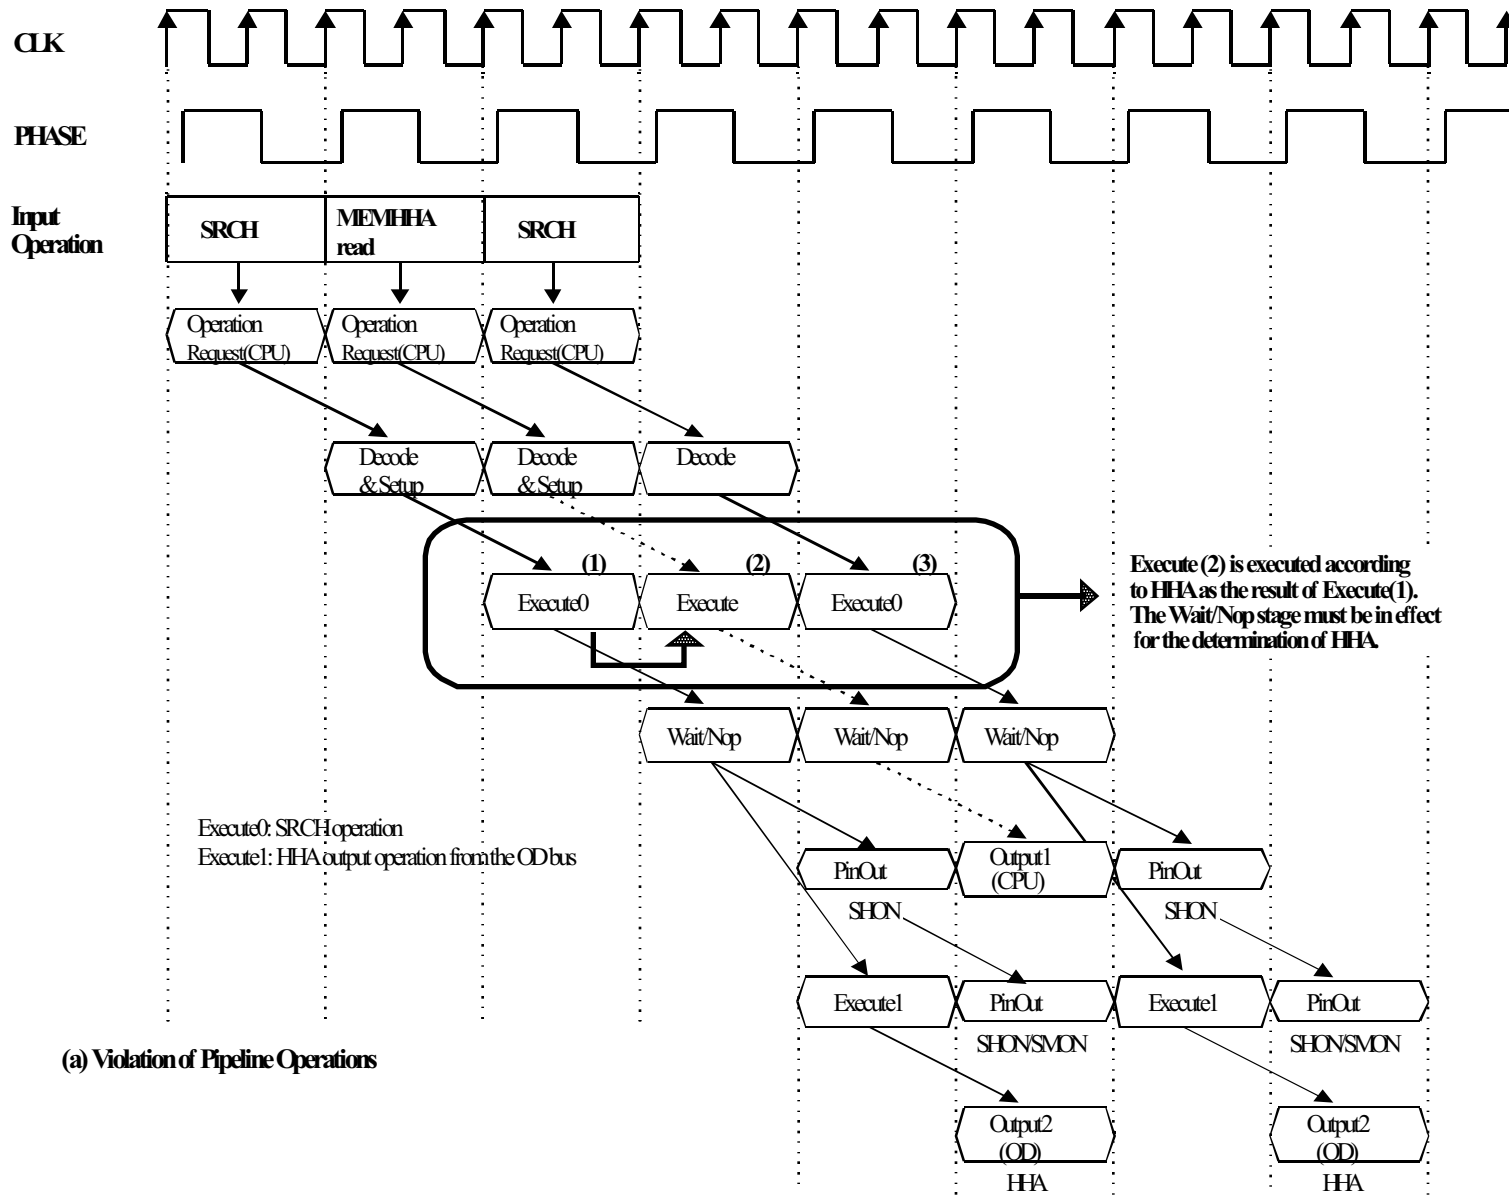 CLK
PHASE
Input
Operation
SRCH
MEMHHA
read
SRCH
Operation
Request(CPU)
Operation
Request(CPU)
Operation
Request(CPU)
Decode
& Setup
Decode
& Setup
Decode
(1)
(2)
(3)
Execute0
Execute
Execute0
Execute (2) is executed according
to HHA as the result of Execute(1).
The Wait/Nop stage must be in effect
for the determination of HHA.
Wait/Nop
Wait/Nop
Wait/Nop
Execute0: SRCH operation
Execute1: HHA output operation from the OD bus
PinOut
Output1
(CPU)
PinOut
SHON
SHON
Execute1
PinOut
Execute1
PinOut
SHON/SMON
SHON/SMON
(a) Violation of Pipeline Operations
Output2
(OD)
Output2
(OD)
HHA
HHA